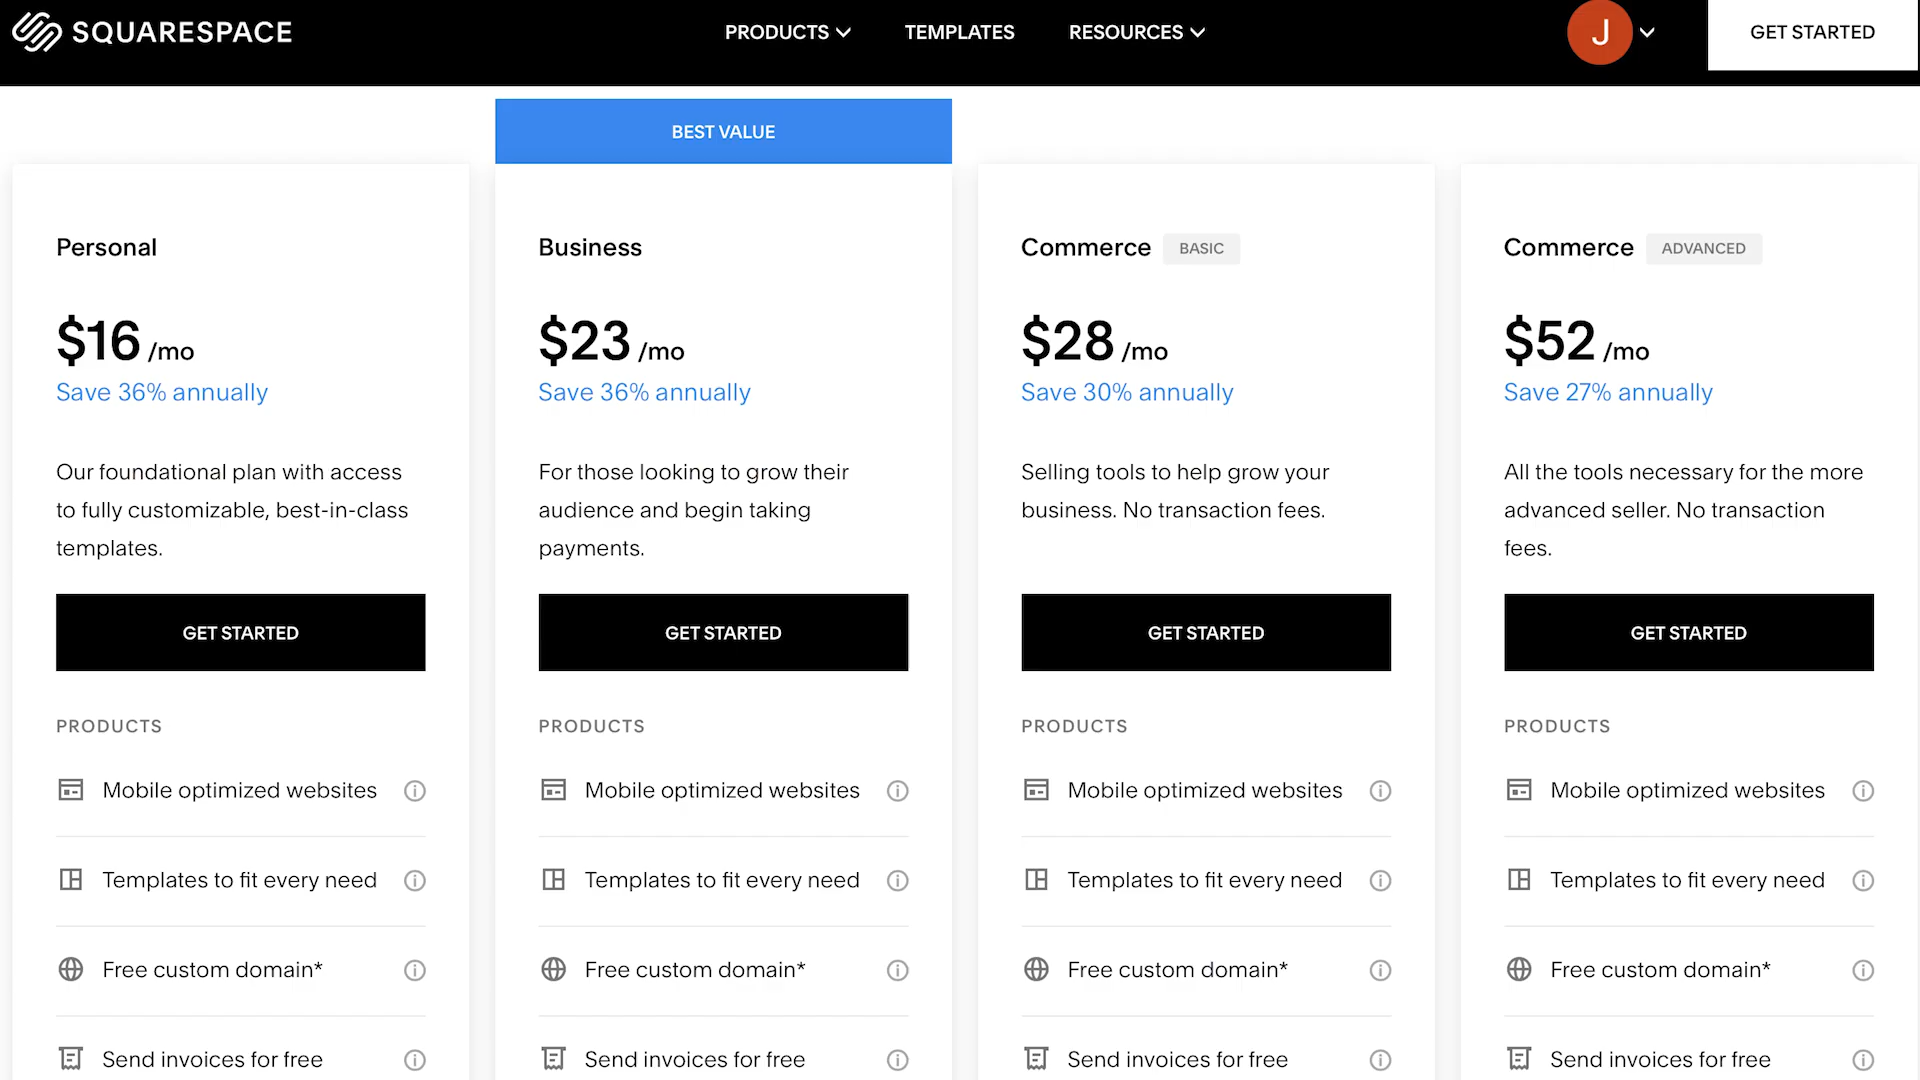 SQUARESPACE
PRODUCTS
TEMPLATES
RESOURCES
J
GET STARTED
BEST VALUE
Personal
$16 /mo
Save 36% annually
Our foundational plan with access
to fully customizable, best-in-class
templates.
GET STARTED
PRODUCTS
Mobile optimized websites
Templates to fit every need
Free custom domain*
Send invoices for free
Business
$23 /mo
Save 36% annually
For those looking to grow their
audience and begin taking
payments.
GET STARTED
PRODUCTS
Mobile optimized websites
Templates to fit every need
Free custom domain*
Send invoices for free
Commerce BASIC
$28 /mo
Save 30% annually
Selling tools to help grow your
business. No transaction fees.
GET STARTED
PRODUCTS
Mobile optimized websites
Templates to fit every need
Free custom domain*
Send invoices for free
Commerce ADVANCED
$52 /mo
Save 27% annually
All the tools necessary for the more
advanced seller. No transaction
fees.
GET STARTED
PRODUCTS
Mobile optimized websites
Templates to fit every need
Free custom domain*
Send invoices for free